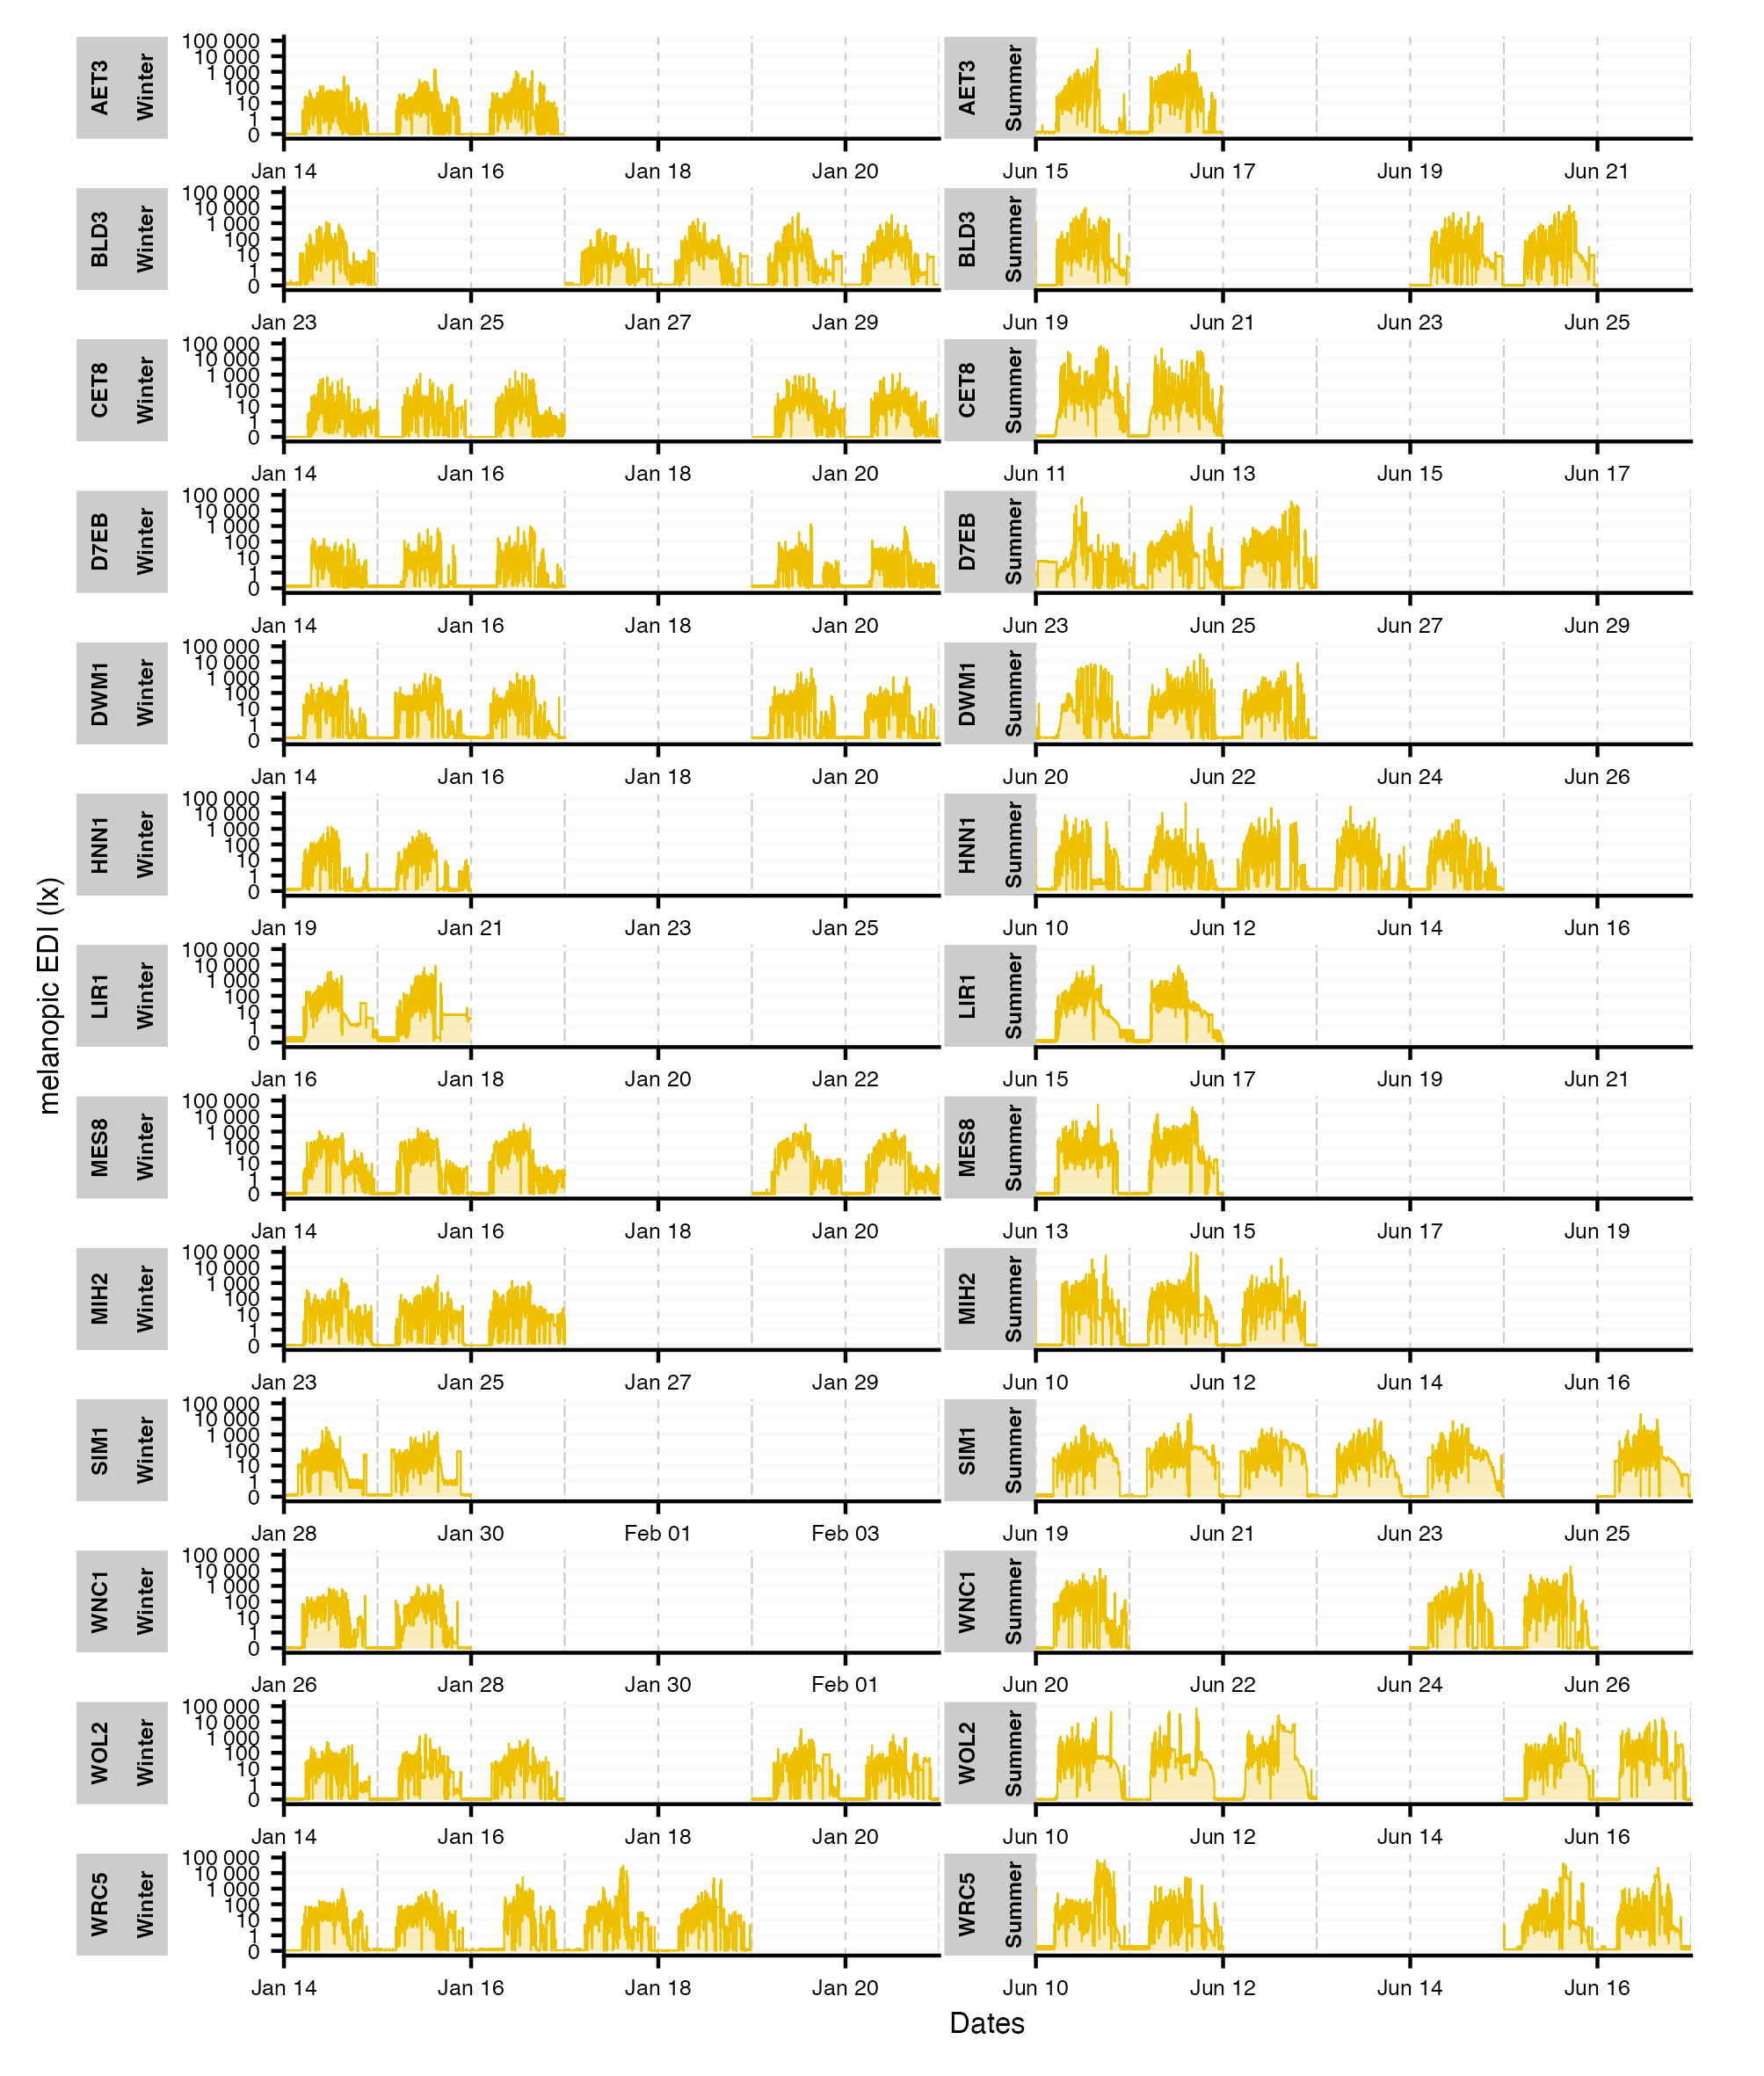 melanopic EDI (lx)
AET3 Winter
100 000
10 000
1 000
100
10
1
0
Jan 14 Jan 16 Jan 18 Jan 20
AET3 Summer
Jun 15 Jun 17 Jun 19 Jun 21
BLD3 Winter
100 000
10 000
1 000
100
10
1
0
Jan 23 Jan 25 Jan 27 Jan 29
BLD3 Summer
Jun 19 Jun 21 Jun 23 Jun 25
CET8 Winter
100 000
10 000
1 000
100
10
1
0
Jan 14 Jan 16 Jan 18 Jan 20
CET8 Summer
Jun 11 Jun 13 Jun 15 Jun 17
D7EB Winter
100 000
10 000
1 000
100
10
1
0
Jan 14 Jan 16 Jan 18 Jan 20
D7EB Summer
Jun 23 Jun 25 Jun 27 Jun 29
DWM1 Winter
100 000
10 000
1 000
100
10
1
0
Jan 14 Jan 16 Jan 18 Jan 20
DWM1 Summer
Jun 20 Jun 22 Jun 24 Jun 26
HNN1 Winter
100 000
10 000
1 000
100
10
1
0
Jan 19 Jan 21 Jan 23 Jan 25
HNN1 Summer
Jun 10 Jun 12 Jun 14 Jun 16
LIR1 Winter
100 000
10 000
1 000
100
10
1
0
Jan 16 Jan 18 Jan 20 Jan 22
LIR1 Summer
Jun 15 Jun 17 Jun 19 Jun 21
MES8 Winter
100 000
10 000
1 000
100
10
1
0
Jan 14 Jan 16 Jan 18 Jan 20
MES8 Summer
Jun 13 Jun 15 Jun 17 Jun 19
MIH2 Winter
100 000
10 000
1 000
100
10
1
0
Jan 23 Jan 25 Jan 27 Jan 29
MIH2 Summer
Jun 10 Jun 12 Jun 14 Jun 16
SIM1 Winter
100 000
10 000
1 000
100
10
1
0
Jan 28 Jan 30 Feb 01 Feb 03
SIM1 Summer
Jun 19 Jun 21 Jun 23 Jun 25
WNC1 Winter
100 000
10 000
1 000
100
10
1
0
Jan 26 Jan 28 Jan 30 Feb 01
WNC1 Summer
Jun 20 Jun 22 Jun 24 Jun 26
WOL2 Winter
100 000
10 000
1 000
100
10
1
0
Jan 14 Jan 16 Jan 18 Jan 20
WOL2 Summer
Jun 10 Jun 12 Jun 14 Jun 16
WRC5 Winter
100 000
10 000
1 000
100
10
1
0
Jan 14 Jan 16 Jan 18 Jan 20
WRC5 Summer
Jun 10 Jun 12 Jun 14 Jun 16
Dates